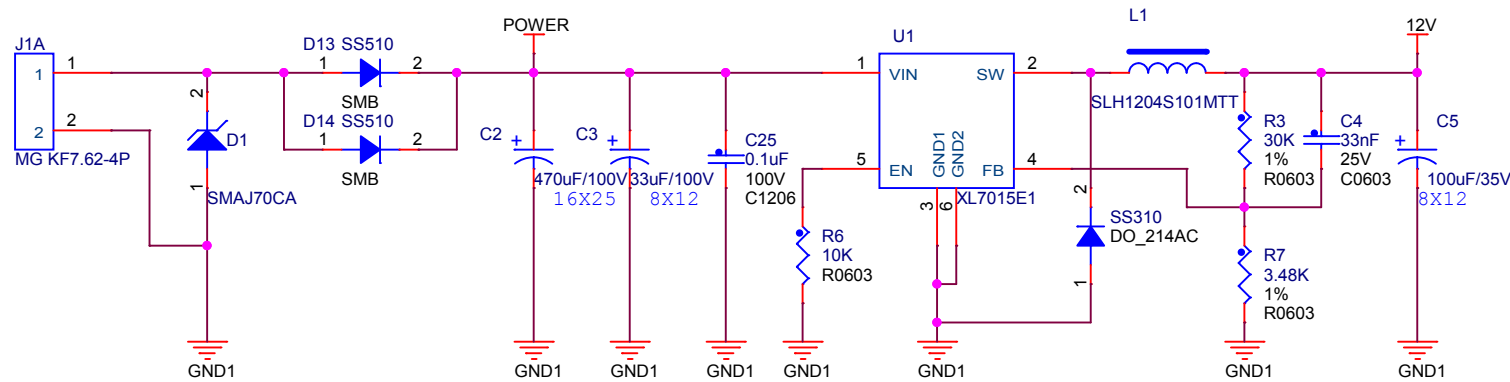 J1A
1
2
1
2
MG KF7.62-4P
2
D1
1
SMAJ70CA
GND1
D13 SS510
1
2
SMB
D14 SS510
1
2
SMB
POWER
C2
+
470uF/100V
16X25
GND1
C3
+
33uF/100V
8X12
GND1
C25
0.1uF
100V
C1206
GND1
R6
10K
R0603
GND1
U1
1
VIN
SW
2
5
EN
GND1
GND2
FB
4
3
6
XL7015E1
GND1
2
SS310
DO_214AC
1
L1
SLH1204S101MTT
R3
30K
1%
R0603
C4
33nF
25V
C0603
R7
3.48K
1%
R0603
GND1
12V
C5
+
100uF/35V
8X12
GND1